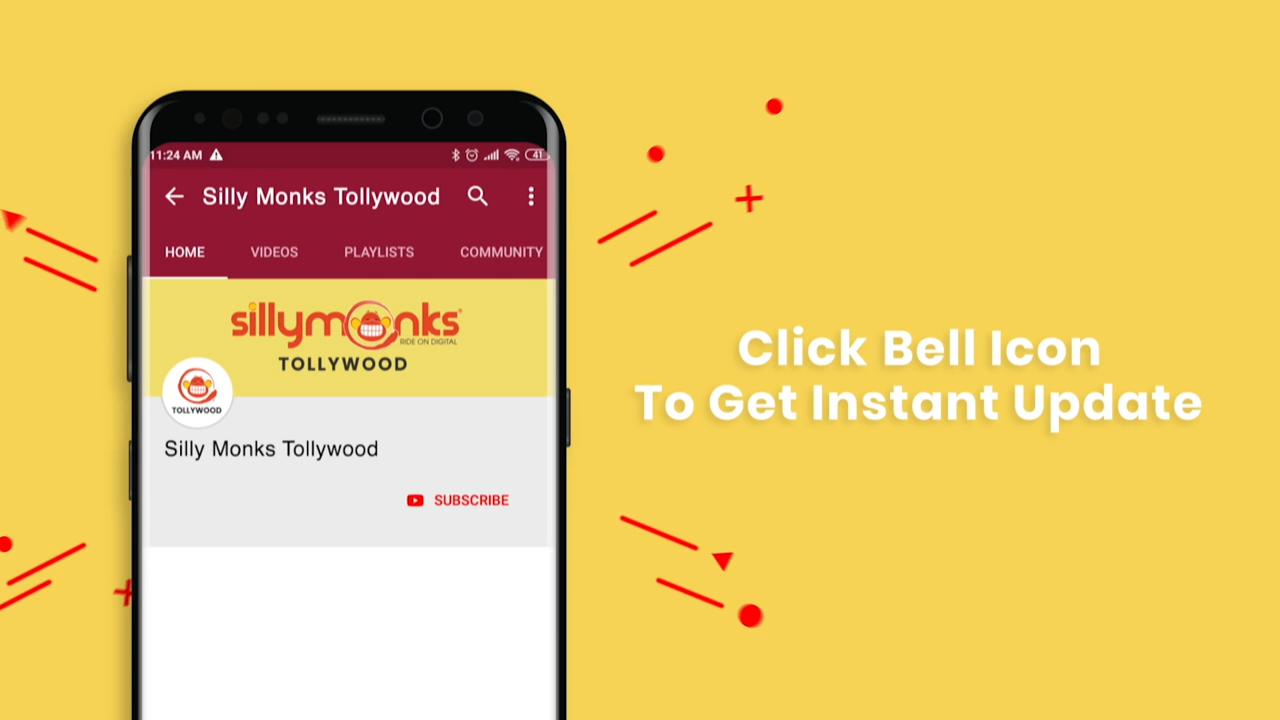 11:24 AM
41
Silly Monks Tollywood
HOME VIDEOS PLAYLISTS COMMUNITY
sillymonks
RIDE ON DIGITAL
TOLLYWOOD
TOLLYWOOD
Silly Monks Tollywood
SUBSCRIBE
Click Bell Icon
To Get Instant Update